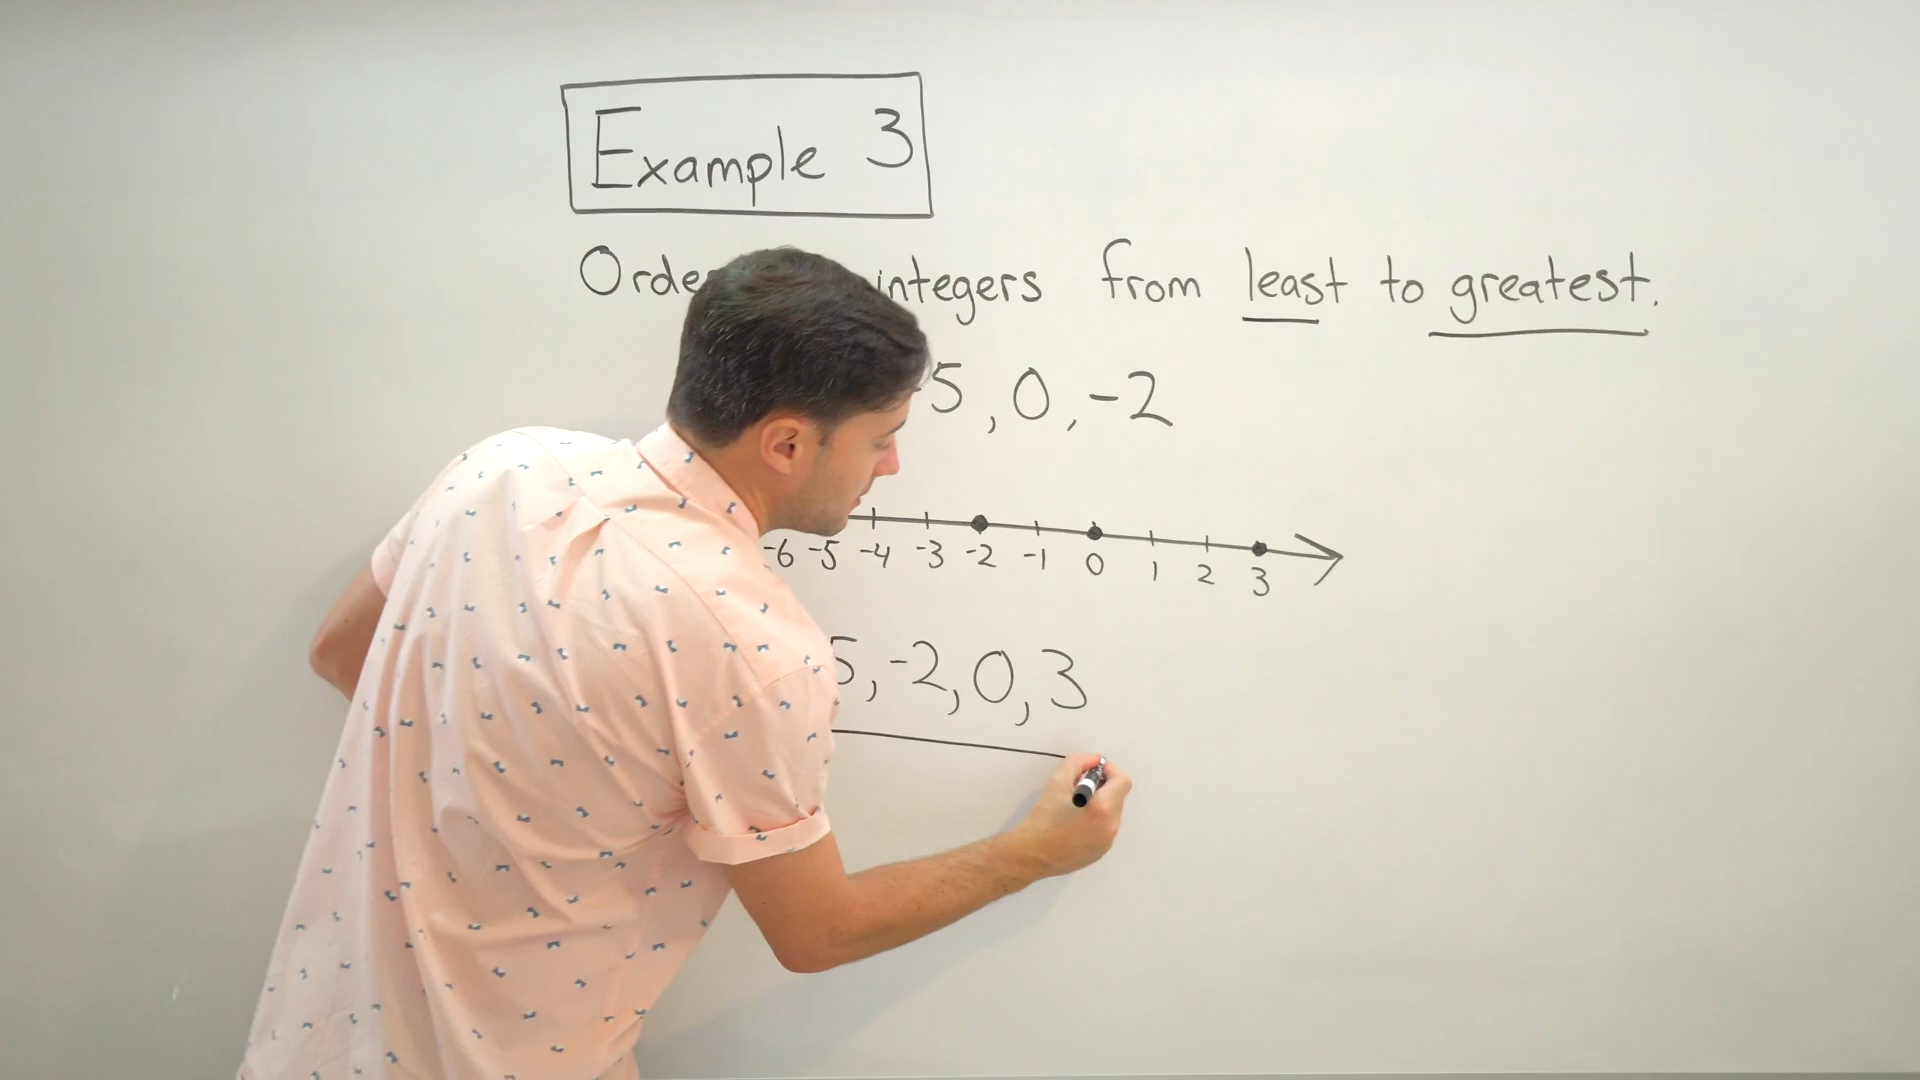 Example 3
Orde integers from least to greatest.
-5, 0, -2
-6 -5 -4 -3 -2 -1 0 1 2 3
5, -2, 0, 3